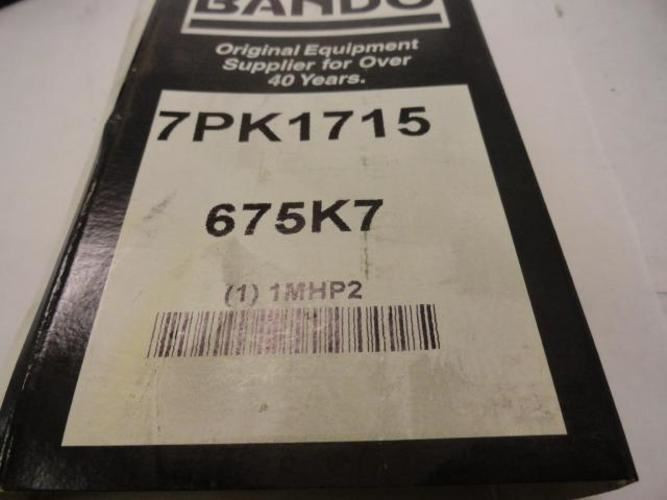 BANDO
Original Equipment
Supplier for Over
40 Years.
7PK1715
675K7
(1) 1MHP2